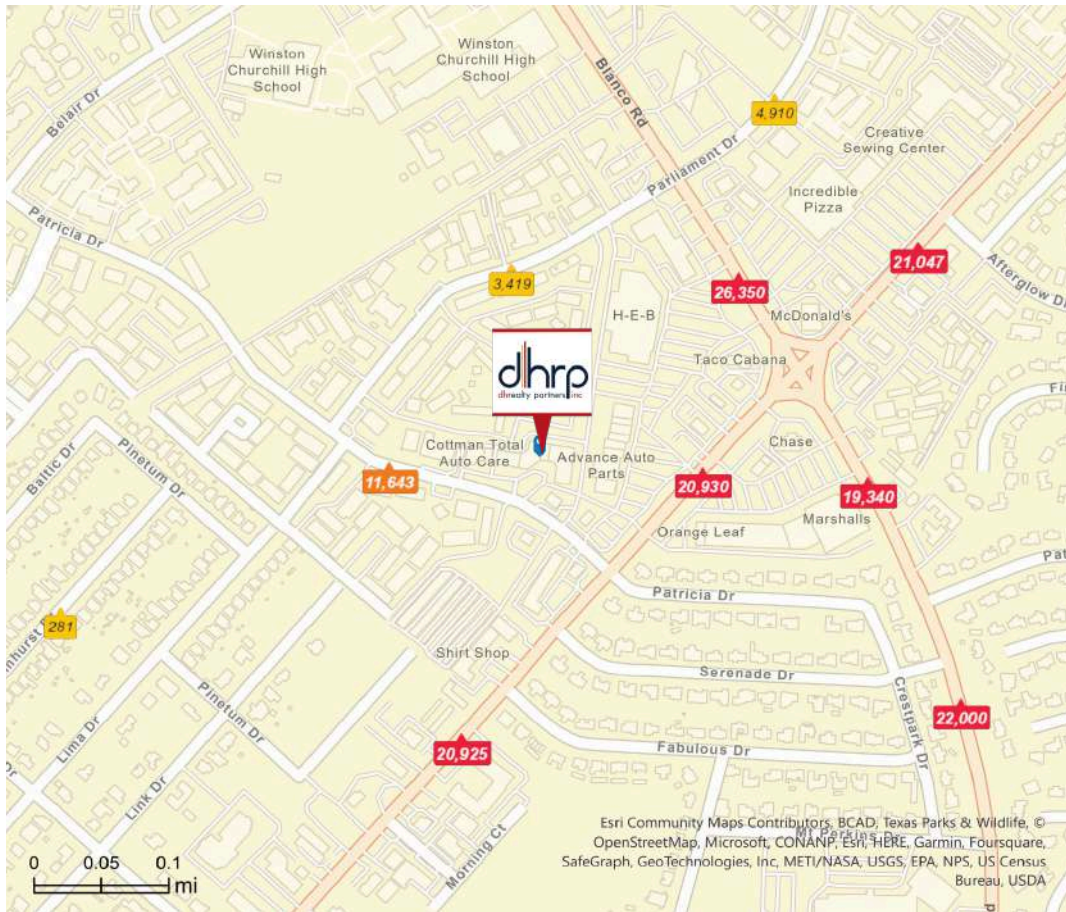 Winston
Churchill High
School
Winston
Churchill High
School
Blanco Rd
Belair Dr
4,910
Creative
Sewing Center
Parliament Dr
Incredible
Pizza
Patricia Dr
21,047
Afterglow Dr
3,419
26,350
H-E-B
McDonald's
Taco Cabana
dhrp
dhrealty partners inc
Baltic Dr
Pinetum Dr
Cottman Total
Auto Care
Advance Auto
Parts
Chase
11,643
20,930
19,340
Orange Leaf
Marshalls
Patricia Dr
281
Shirt Shop
Serenade Dr
Crestpark Dr
Pinetum Dr
Lima Dr
22,000
20,925
Fabulous Dr
Link Dr
Morning Ct
Mt Perkins Dr
Esri Community Maps Contributors, BCAD, Texas Parks & Wildlife, ©
OpenStreetMap, Microsoft, CONANP, Esri, HERE, Garmin, Foursquare,
SafeGraph, GeoTechnologies, Inc, METI/NASA, USGS, EPA, NPS, US Census
Bureau, USDA
0 0.05 0.1
mi